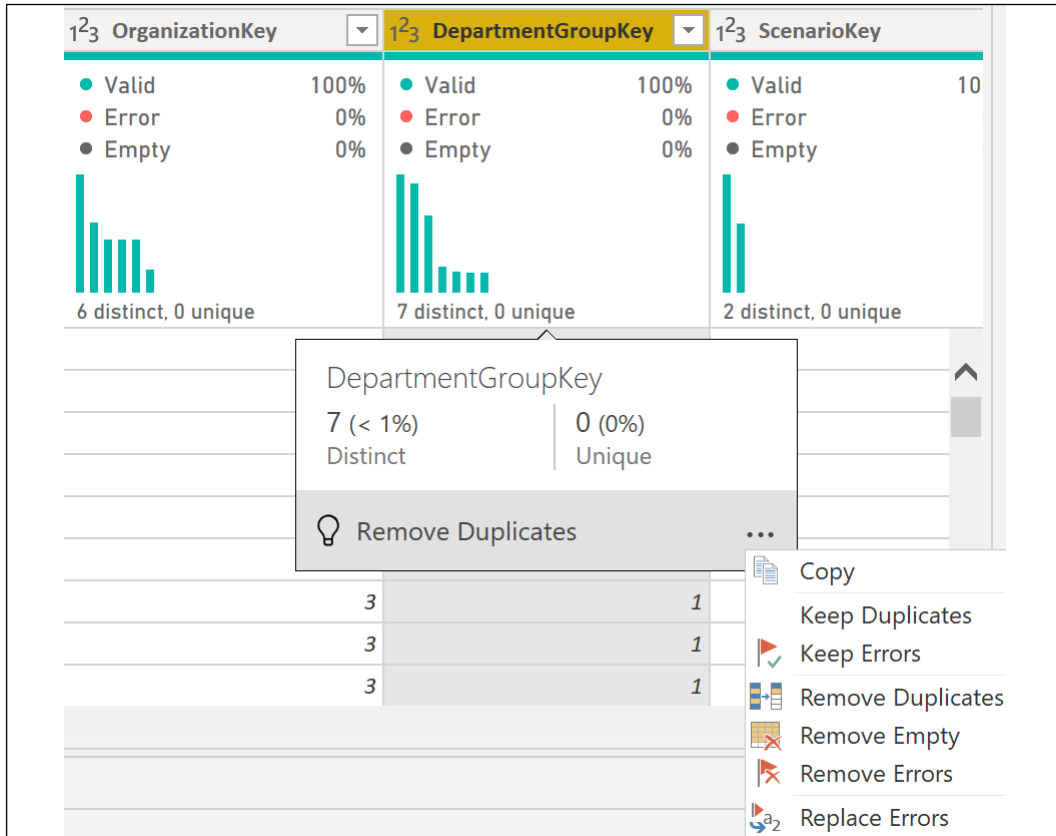 1²3 OrganizationKey 1²3 DepartmentGroupKey 1²3 ScenarioKey
Valid 100% Valid 100% Valid 10
Error 0% Error 0% Error
Empty 0% Empty 0% Empty
6 distinct, 0 unique 7 distinct, 0 unique 2 distinct, 0 unique
DepartmentGroupKey
7 (< 1%) 0 (0%)
Distinct Unique
Remove Duplicates ...
Copy
3 1
Keep Duplicates
3 1
Keep Errors
3 1
Remove Duplicates
Remove Empty
Remove Errors
Replace Errors